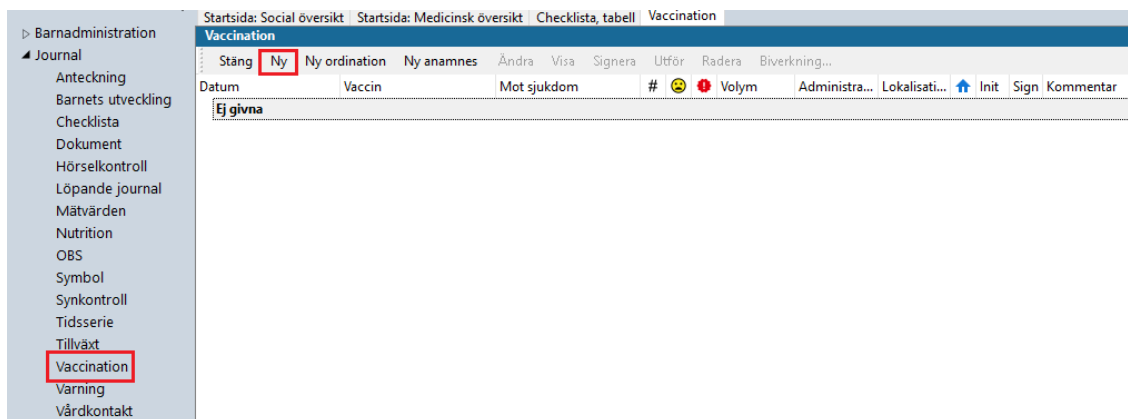 Startsida: Social översikt Startsida: Medicinsk översikt Checklista, tabell Vaccination
Barnadministration
Journal
Anteckning
Barnets utveckling
Checklista
Dokument
Hörselkontroll
Löpande journal
Mätvärden
Nutrition
OBS
Symbol
Synkontroll
Tidsserie
Tillväxt
Vaccination
Varning
Vårdkontakt
Vaccination
Stäng Ny Ny ordination Ny anamnes Ändra Visa Signera Utför Radera Biverkning...
Datum Vaccin Mot sjukdom # Volym Administra... Lokalisati... Init Sign Kommentar
Ej givna